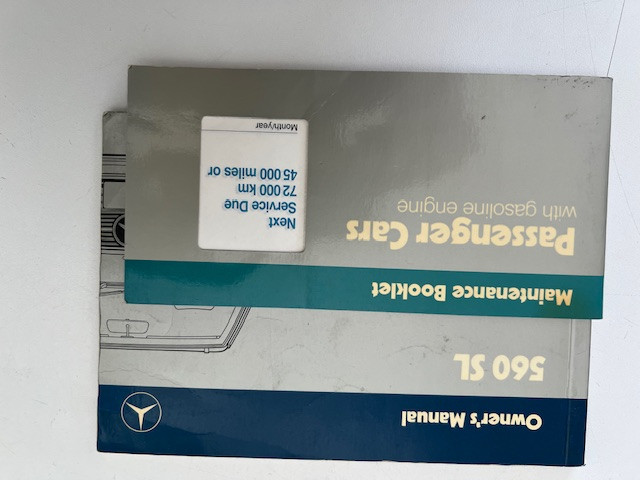 Maintenance Booklet
Passenger Cars
with gasoline engine
Next
Service Due
72 000 km
45 000 miles or
Month/year
Owner's Manual
560 SL